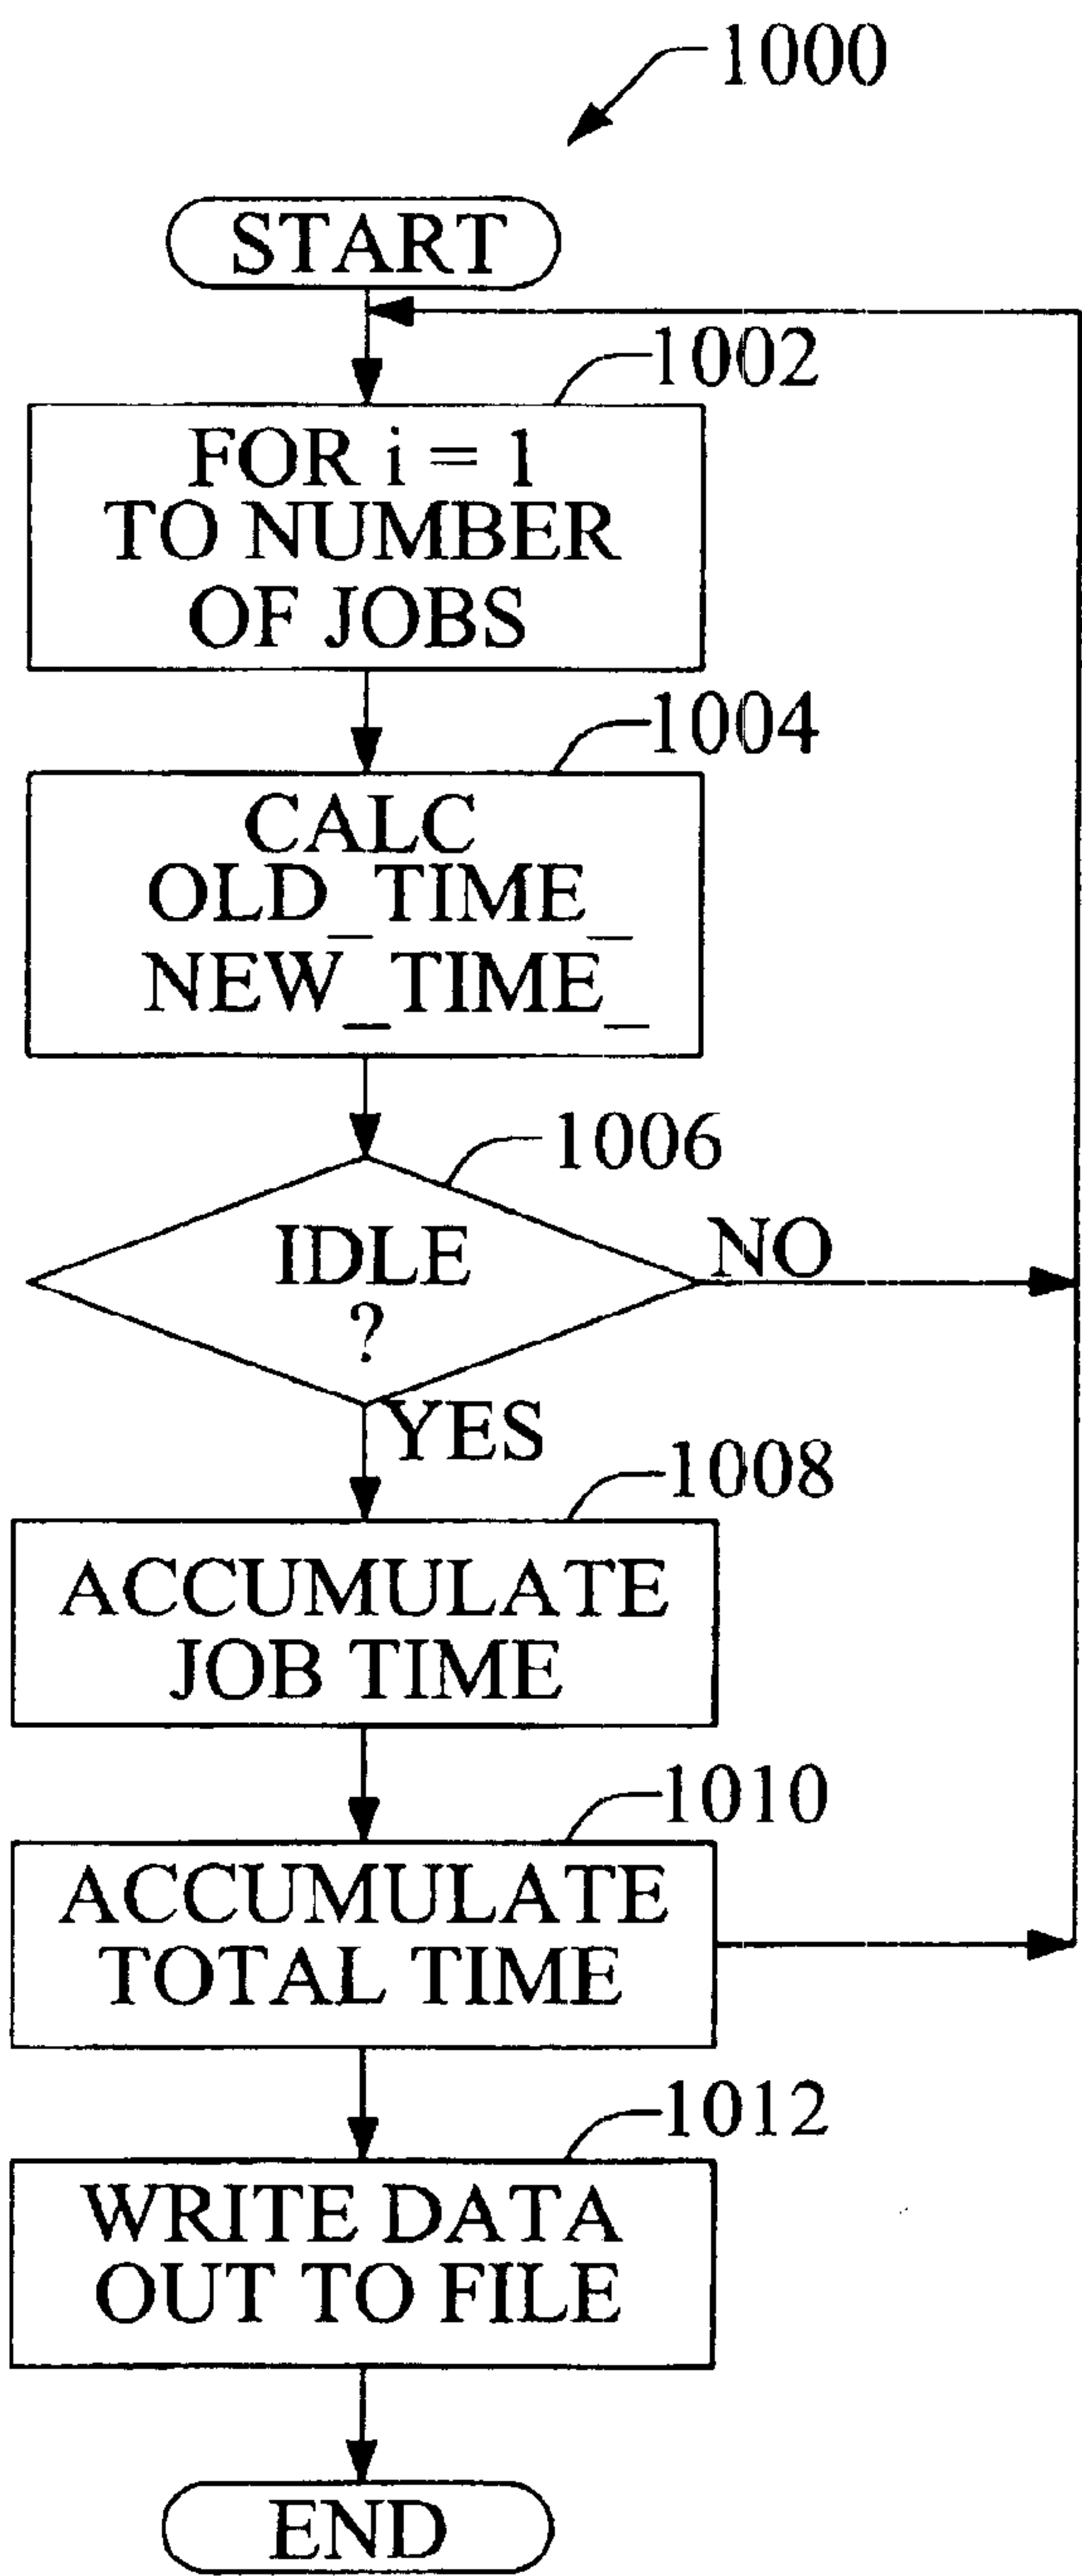 1000
START
1002
FOR i = 1
TO NUMBER
OF JOBS
1004
CALC
OLD_TIME_
NEW_TIME_
1006
IDLE
?
NO
YES
1008
ACCUMULATE
JOB TIME
1010
ACCUMULATE
TOTAL TIME
1012
WRITE DATA
OUT TO FILE
END